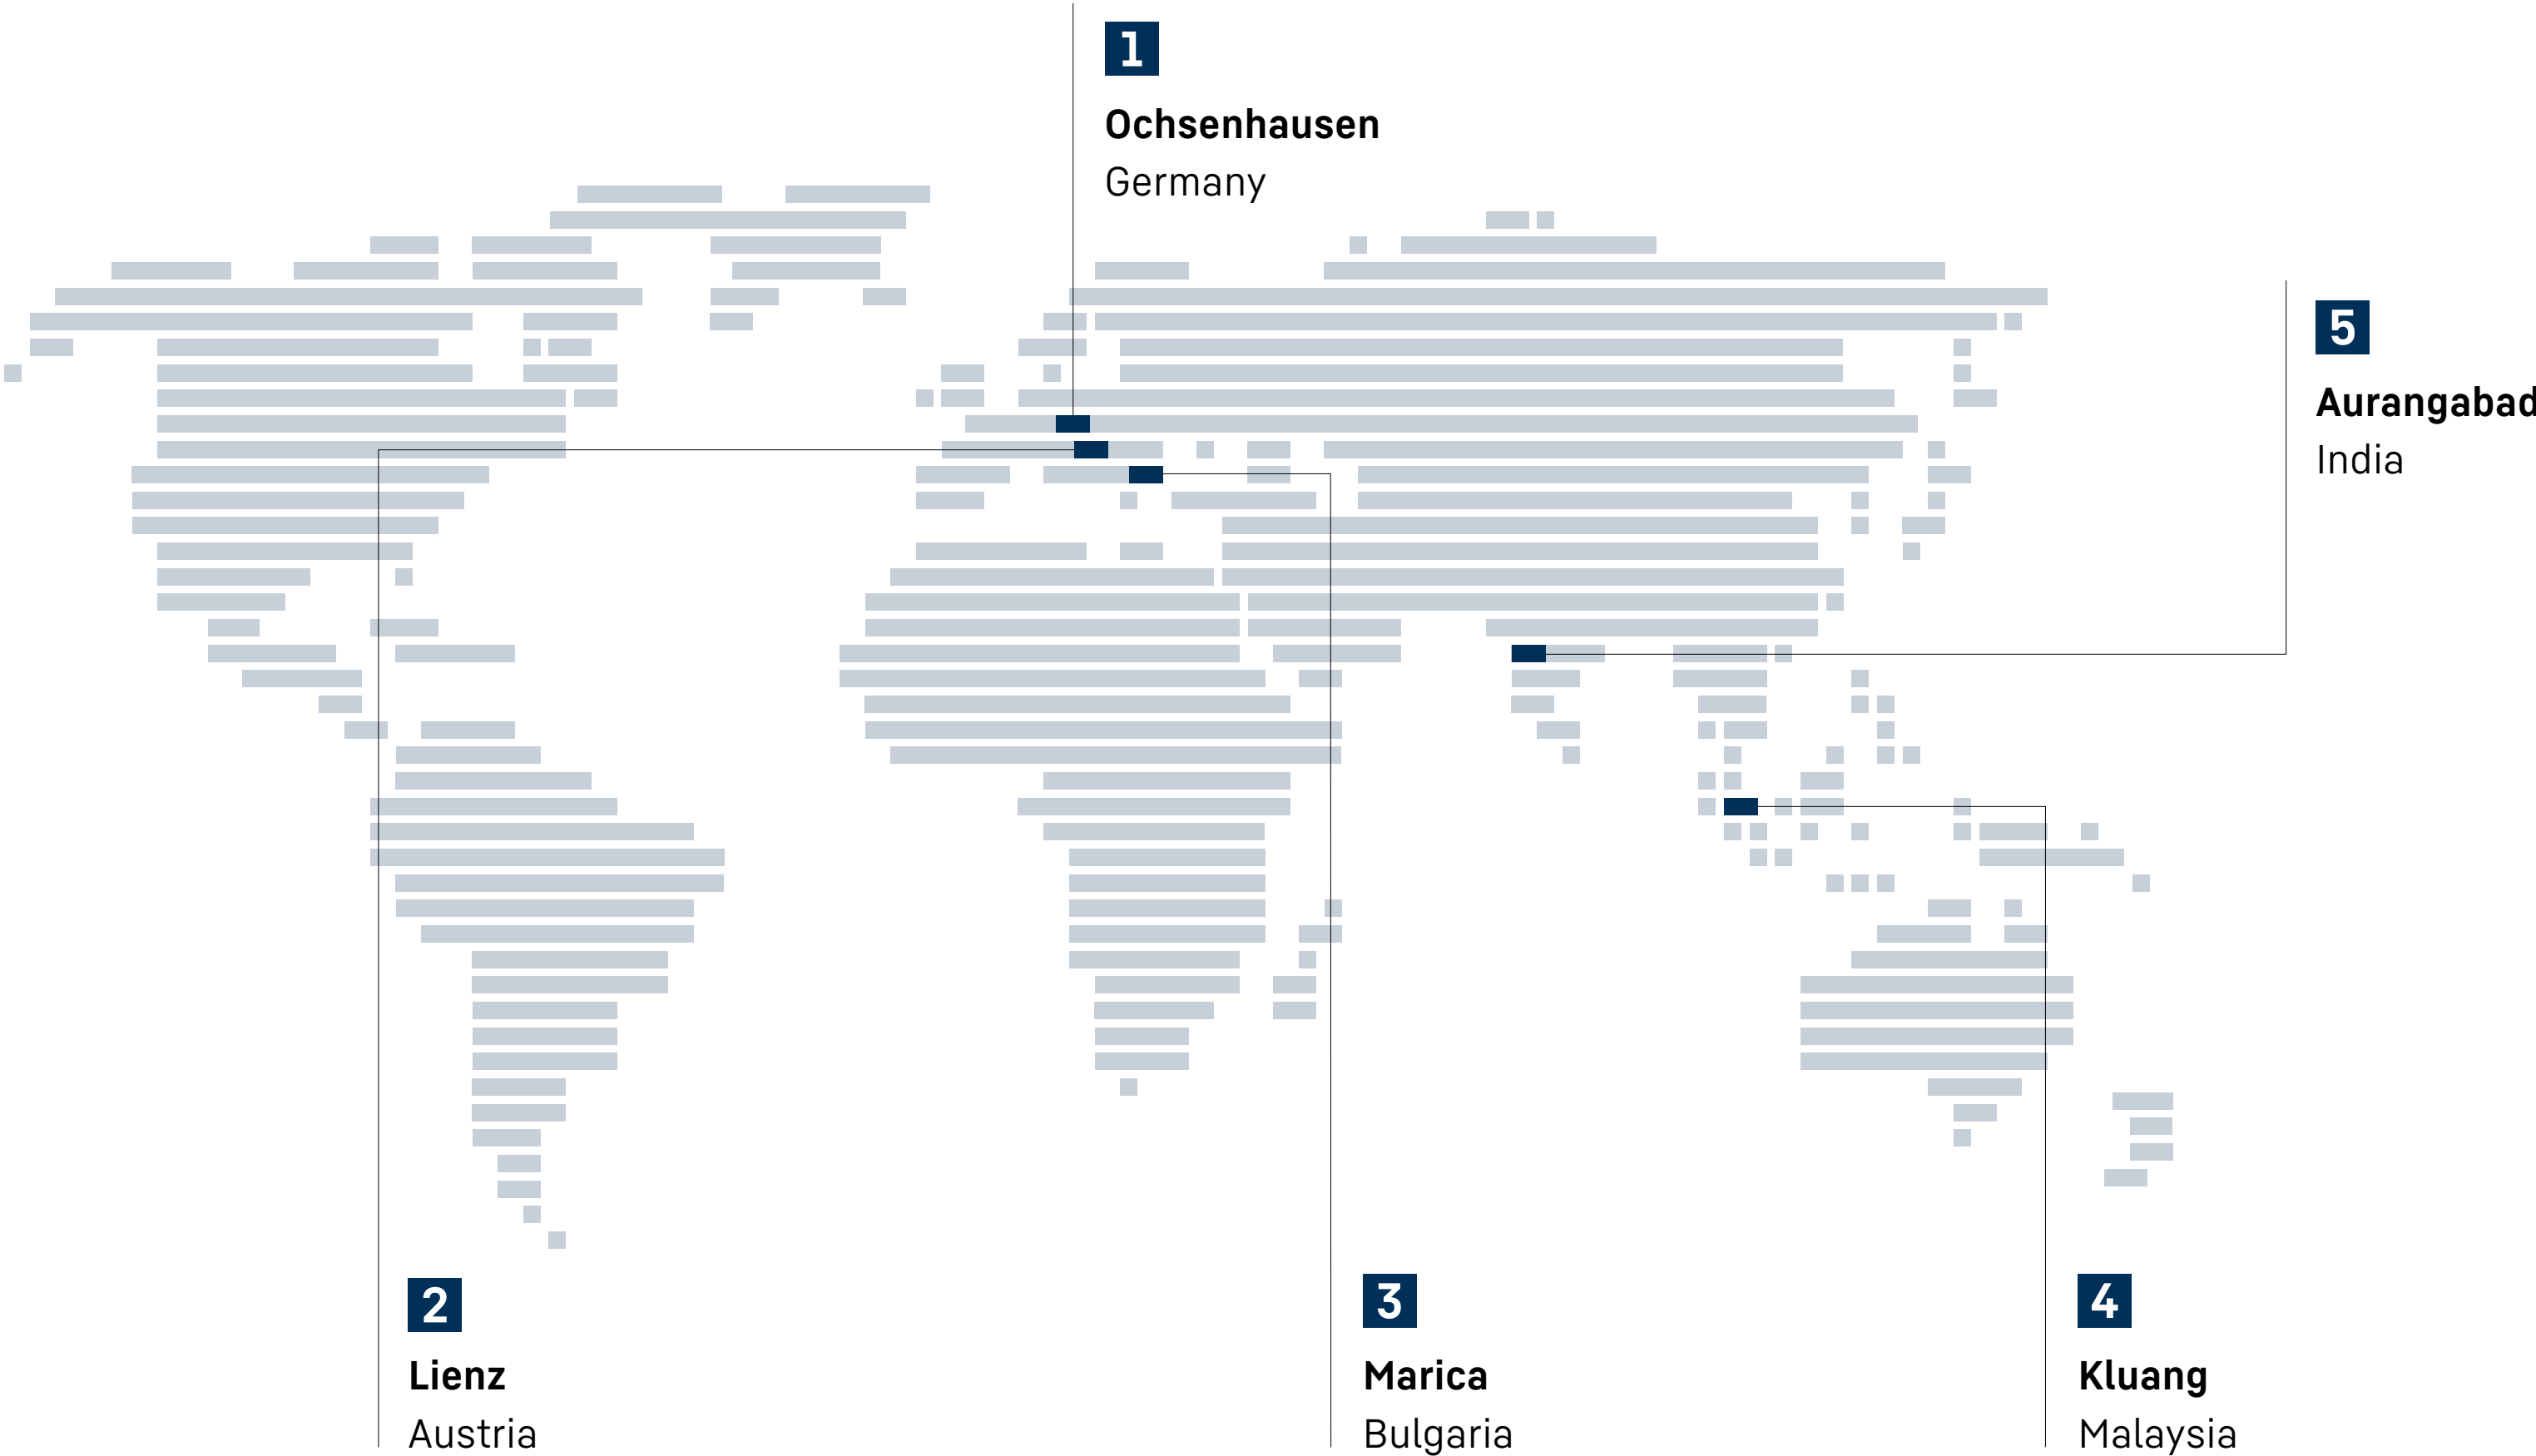 1
Ochsenhausen
Germany
5
Aurangabad
India
2
Lienz
Austria
3
Marica
Bulgaria
4
Kluang
Malaysia